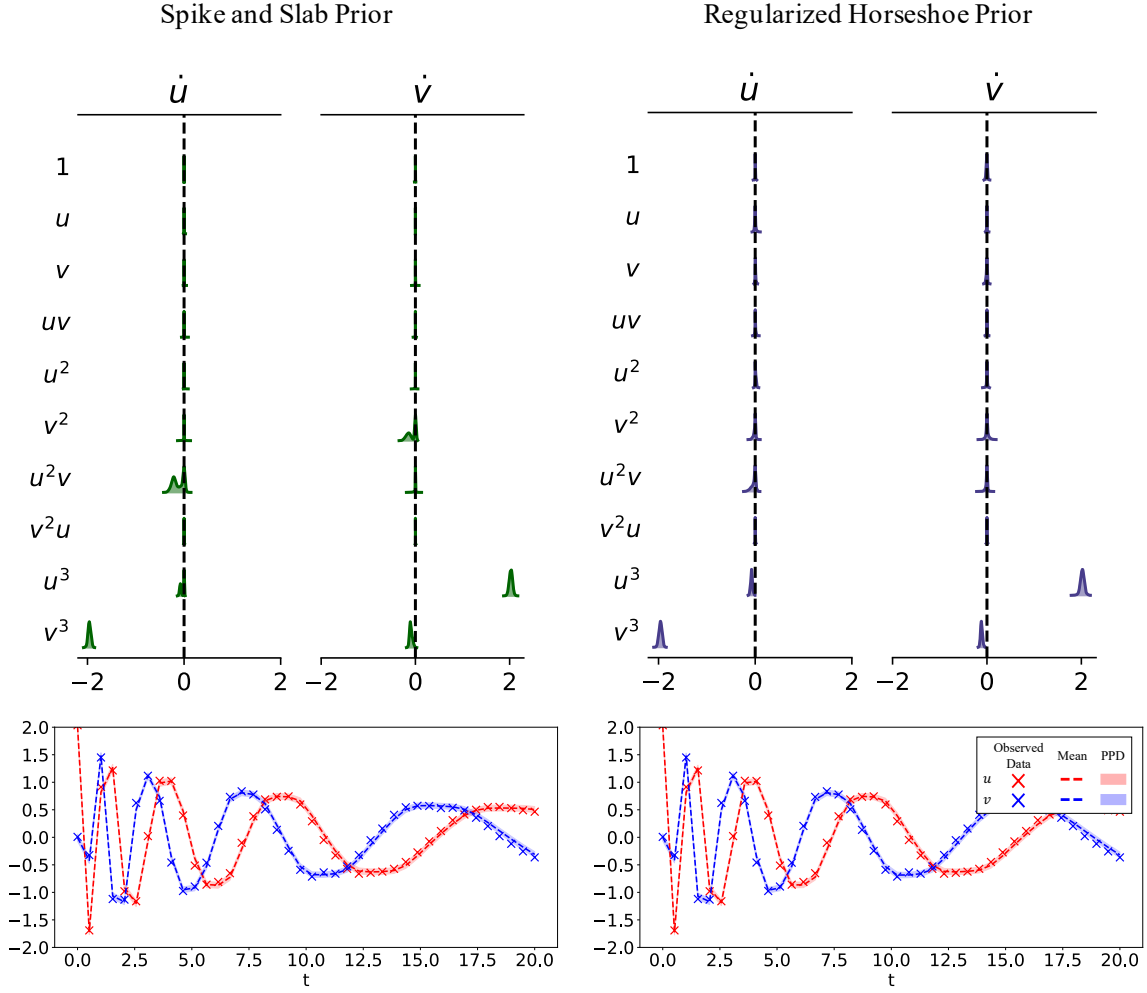 Spike and Slab Prior
Regularized Horseshoe Prior
u̇ v̇
1
u
v
uv
u²
v²
u²v
v²u
u³
v³
−2 0 2
−2 0 2
u̇ v̇
1
u
v
uv
u²
v²
u²v
v²u
u³
v³
−2 0 2
−2 0 2
2.0
1.5
1.0
0.5
0.0
−0.5
−1.0
−1.5
−2.0
0.0 2.5 5.0 7.5 10.0 12.5 15.0 17.5 20.0
t
2.0
1.5
1.0
0.5
0.0
−0.5
−1.0
−1.5
−2.0
Observed
Data
Mean
PPD
u
v
0.0 2.5 5.0 7.5 10.0 12.5 15.0 17.5 20.0
t